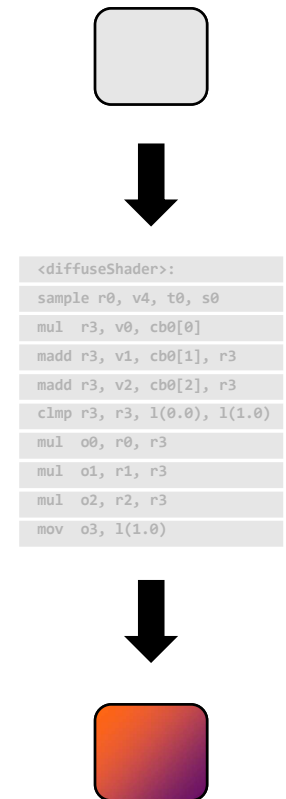 <diffuseShader>:
sample r0, v4, t0, s0
mul  r3, v0, cb0[0]
madd r3, v1, cb0[1], r3
madd r3, v2, cb0[2], r3
clmp r3, r3, l(0.0), l(1.0)
mul  o0, r0, r3
mul  o1, r1, r3
mul  o2, r2, r3
mov  o3, l(1.0)